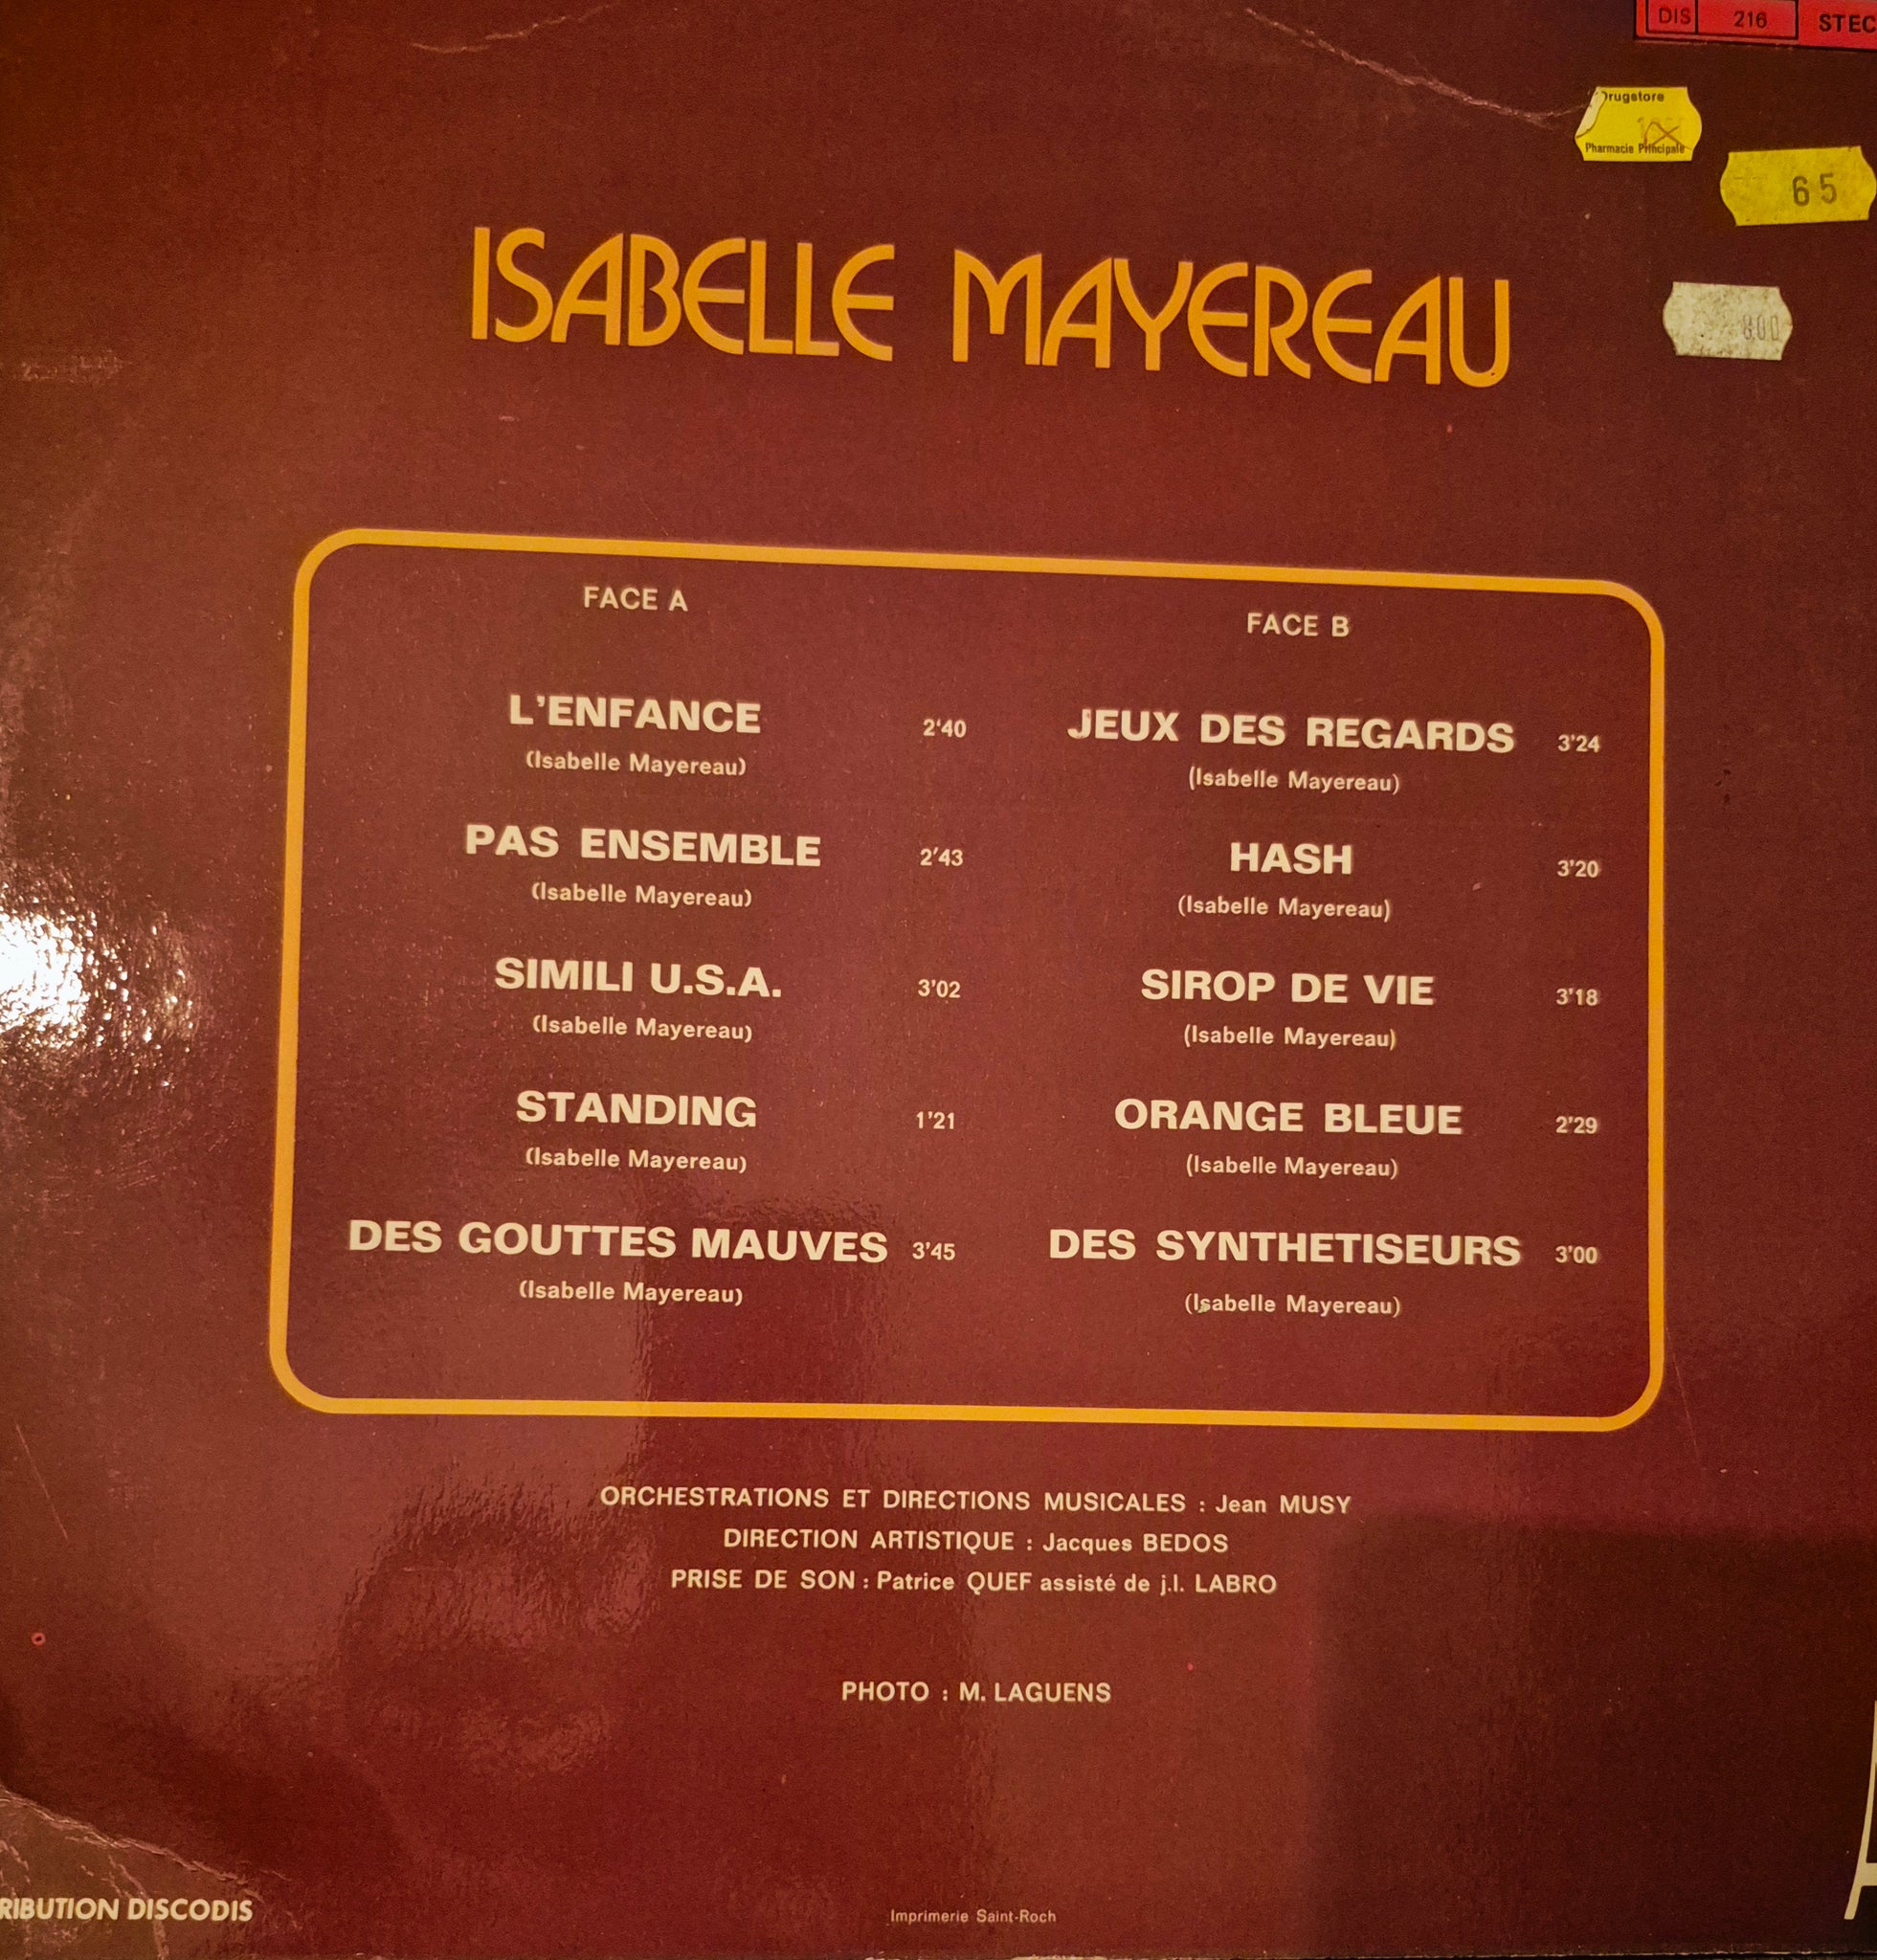 DIS 216 STEC
Drugstore
Pharmacie Principale
65
800
ISABELLE MAYEREAU
FACE A
L'ENFANCE 2'40
(Isabelle Mayereau)
PAS ENSEMBLE 2'43
(Isabelle Mayereau)
SIMILI U.S.A. 3'02
(Isabelle Mayereau)
STANDING 1'21
(Isabelle Mayereau)
DES GOUTTES MAUVES 3'45
(Isabelle Mayereau)
FACE B
JEUX DES REGARDS 3'24
(Isabelle Mayereau)
HASH 3'20
(Isabelle Mayereau)
SIROP DE VIE 3'18
(Isabelle Mayereau)
ORANGE BLEUE 2'29
(Isabelle Mayereau)
DES SYNTHETISEURS 3'00
(Isabelle Mayereau)
ORCHESTRATIONS ET DIRECTIONS MUSICALES : Jean MUSY
DIRECTION ARTISTIQUE : Jacques BEDOS
PRISE DE SON : Patrice QUEF assisté de j.l. LABRO
PHOTO : M. LAGUENS
RIBUTION DISCODIS
Imprimerie Saint-Roch